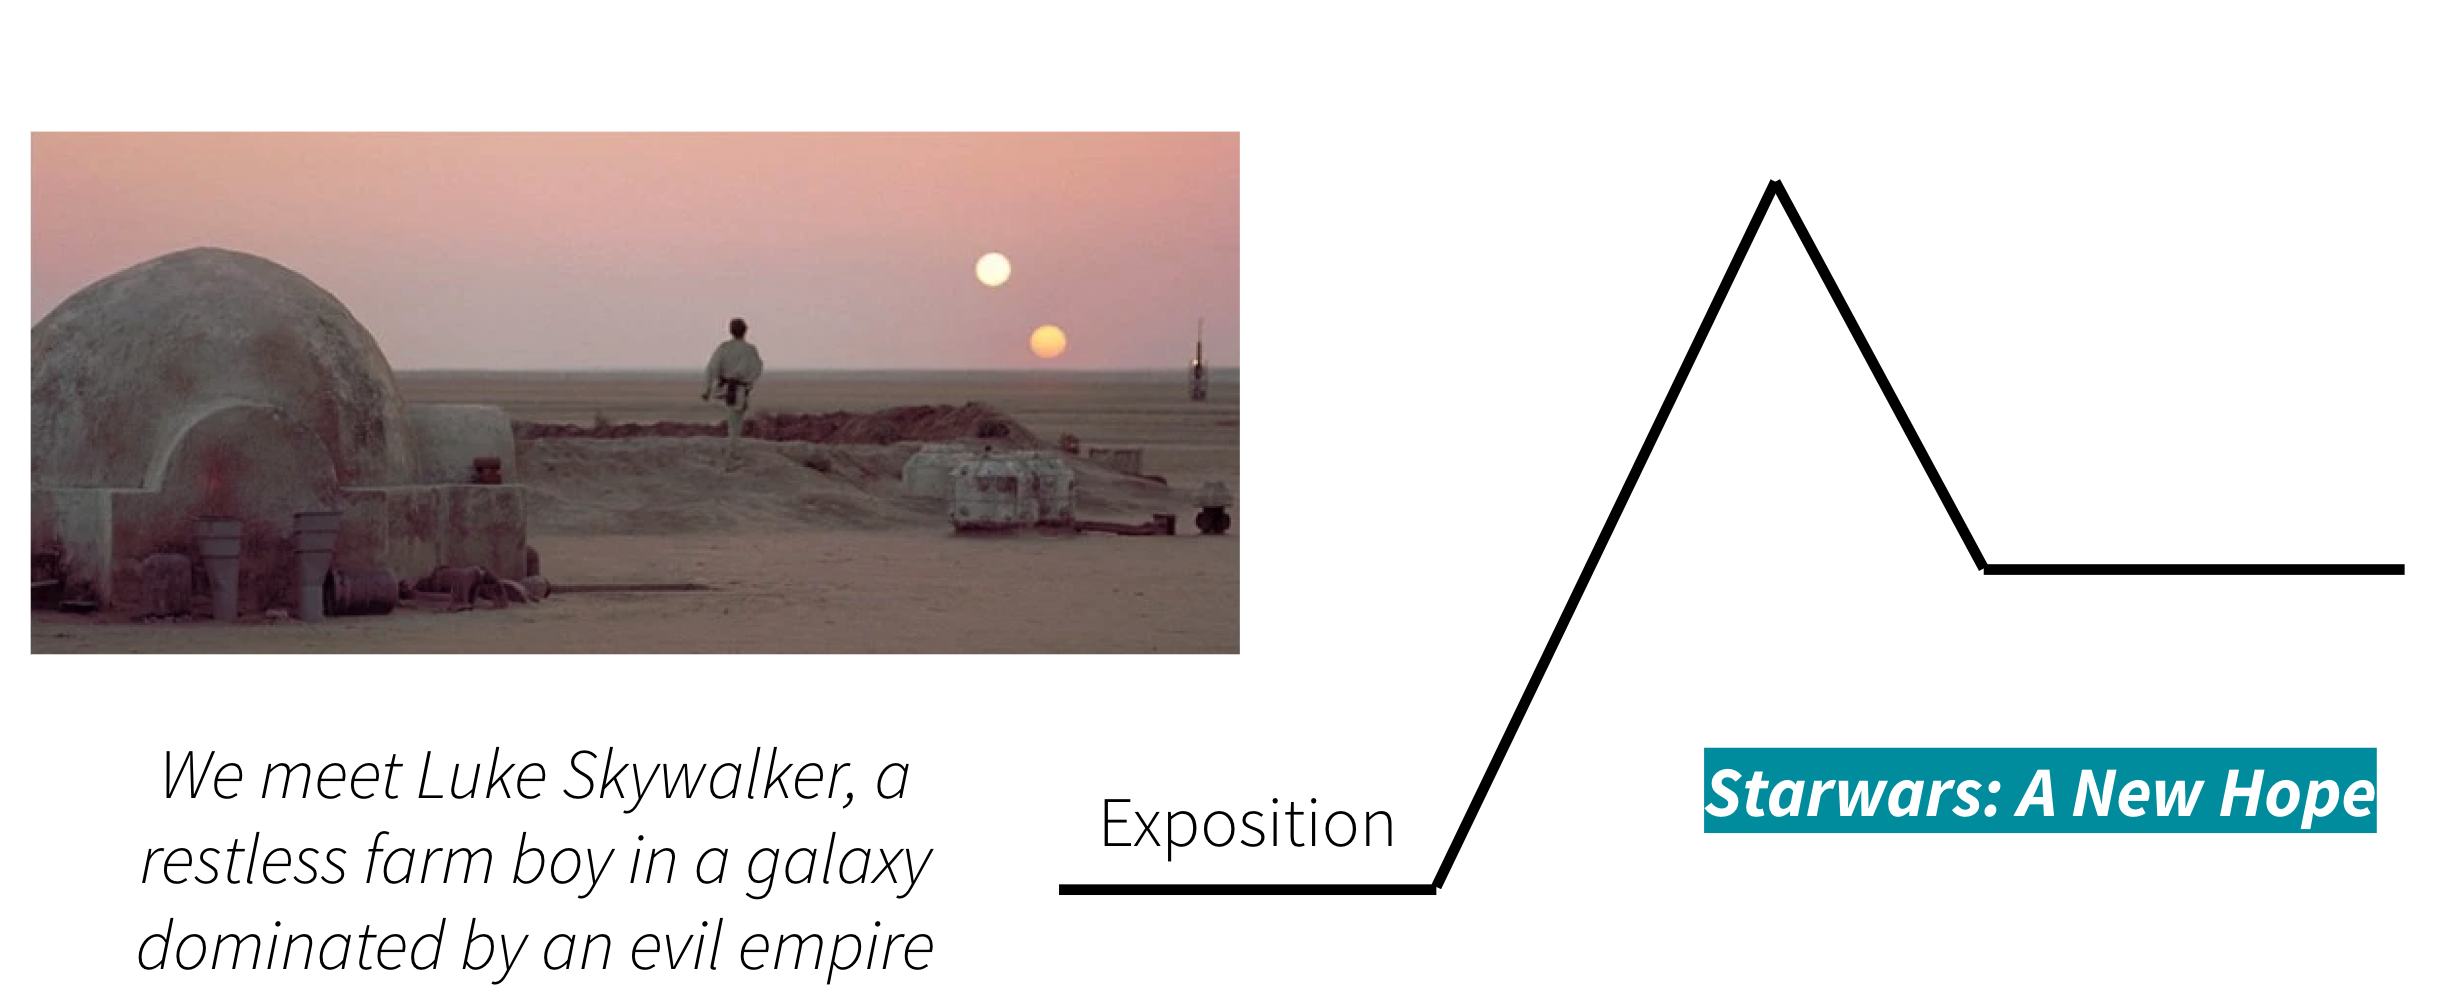 We meet Luke Skywalker, a
restless farm boy in a galaxy
dominated by an evil empire
Exposition
Starwars: A New Hope